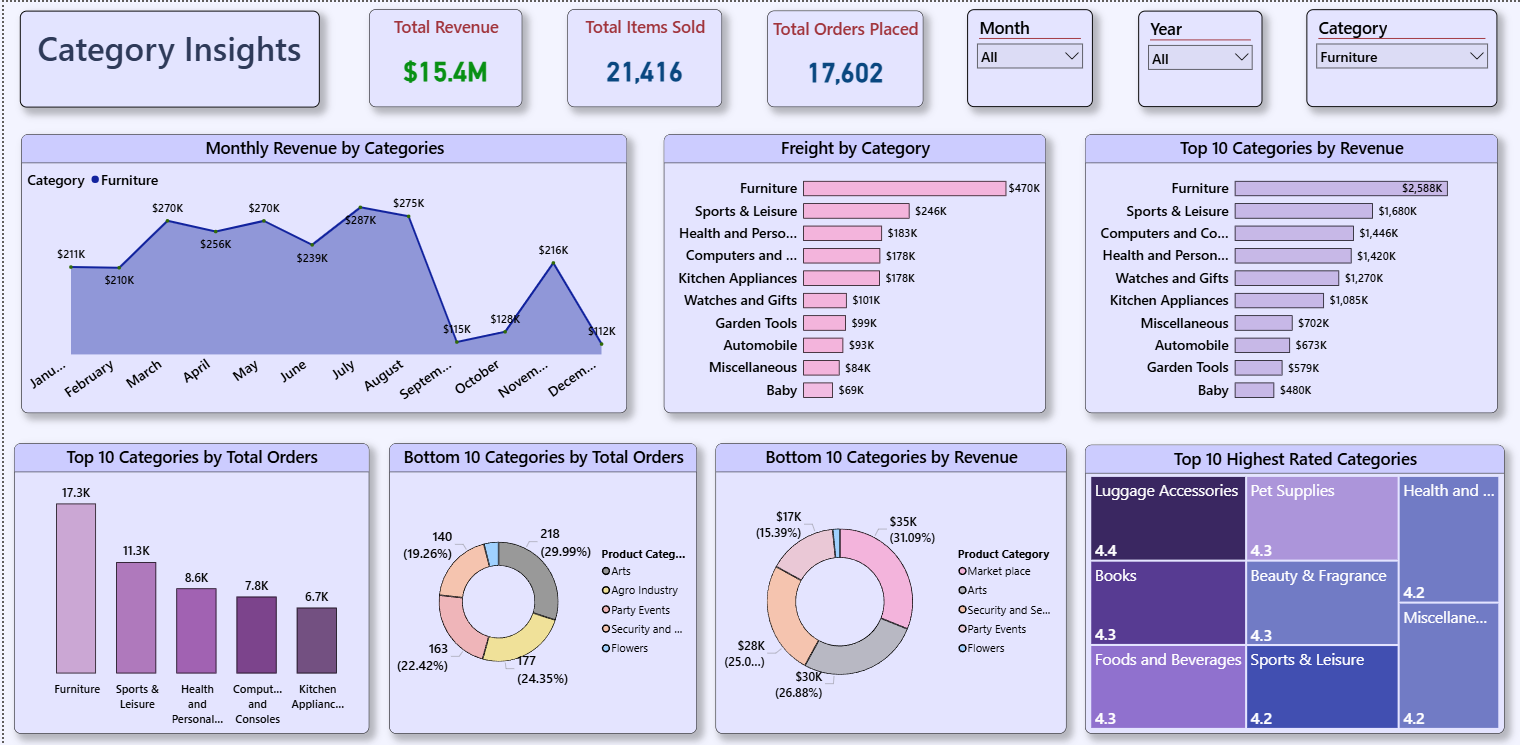 Category Insights
Total Revenue
$15.4M
Total Items Sold
21,416
Total Orders Placed
17,602
Month
All
Year
All
Category
Furniture
Monthly Revenue by Categories
Category Furniture
$211K
$210K
$270K
$256K
$270K
$239K
$287K
$275K
$115K
$128K
$216K
$112K
Janu...
February
March
April
May
June
July
August
Septem...
October
Novem...
Decem...
Freight by Category
Furniture $470K
Sports & Leisure $246K
Health and Perso... $183K
Computers and ... $178K
Kitchen Appliances $178K
Watches and Gifts $101K
Garden Tools $99K
Automobile $93K
Miscellaneous $84K
Baby $69K
Top 10 Categories by Revenue
Furniture $2,588K
Sports & Leisure $1,680K
Computers and Co... $1,446K
Health and Person... $1,420K
Watches and Gifts $1,270K
Kitchen Appliances $1,085K
Miscellaneous $702K
Automobile $673K
Garden Tools $579K
Baby $480K
Top 10 Categories by Total Orders
17.3K
11.3K
8.6K
7.8K
6.7K
Furniture
Sports &
Leisure
Health
and
Personal...
Comput...
and
Consoles
Kitchen
Applianc...
Bottom 10 Categories by Total Orders
140
(19.26%)
218
(29.99%)
163
(22.42%)
177
(24.35%)
Product Categ...
Arts
Agro Industry
Party Events
Security and ...
Flowers
Bottom 10 Categories by Revenue
$17K
(15.39%)
$35K
(31.09%)
$28K
(25.0...)
$30K
(26.88%)
Product Category
Market place
Arts
Security and Se...
Party Events
Flowers
Top 10 Highest Rated Categories
Luggage Accessories
4.4
Books
4.3
Foods and Beverages
4.3
Pet Supplies
4.3
Beauty & Fragrance
4.3
Sports & Leisure
4.2
Health and ...
4.2
Miscellane...
4.2